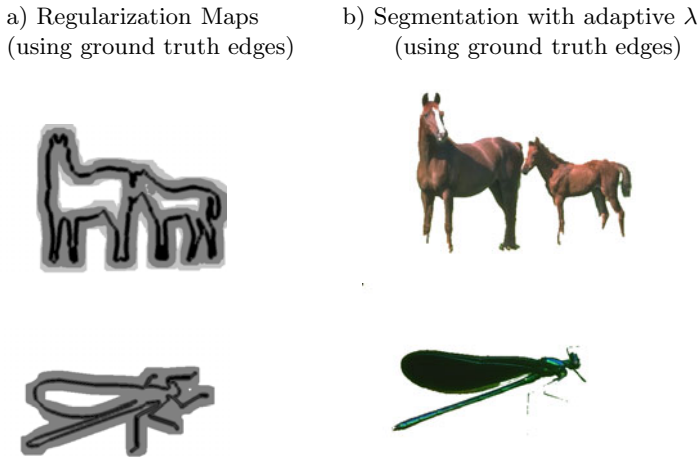 a) Regularization Maps
(using ground truth edges)
b) Segmentation with adaptive λ
(using ground truth edges)